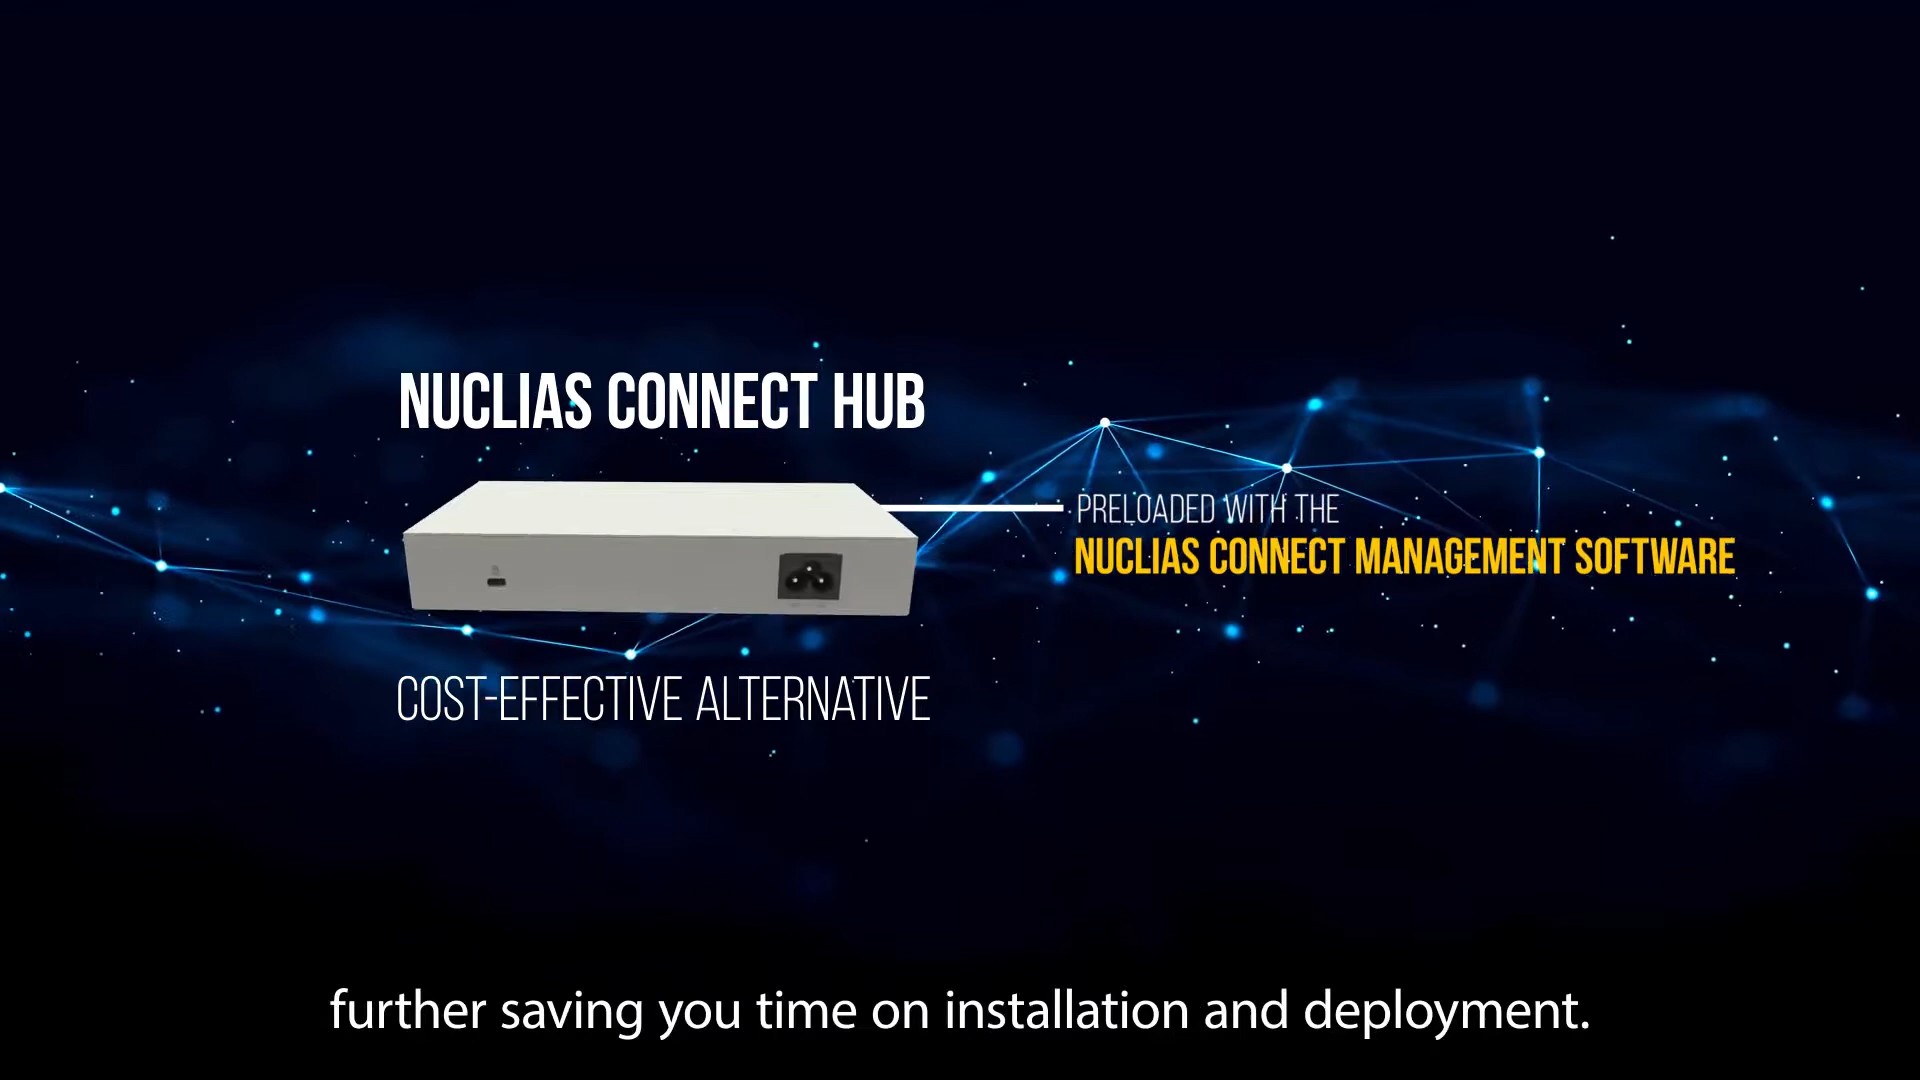 NUCLIAS CONNECT HUB
PRELOADED WITH THE
NUCLIAS CONNECT MANAGEMENT SOFTWARE
COST-EFFECTIVE ALTERNATIVE
further saving you time on installation and deployment.